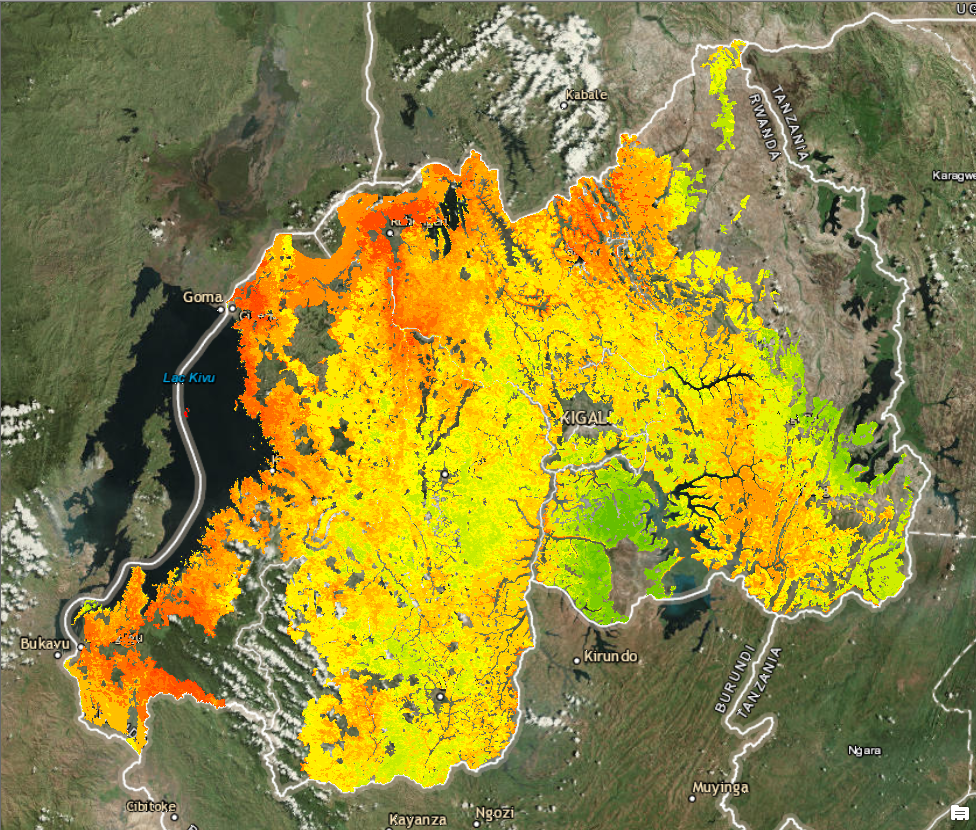 U G
Kabale
TANZANIA
RWANDA
Karagwe
Goma
Lac Kivu
KIGALI
Bukavu
Kirundo
BURUNDI
TANZANIA
Ngara
Muyinga
Cibitoke
Kayanza
Ngozi